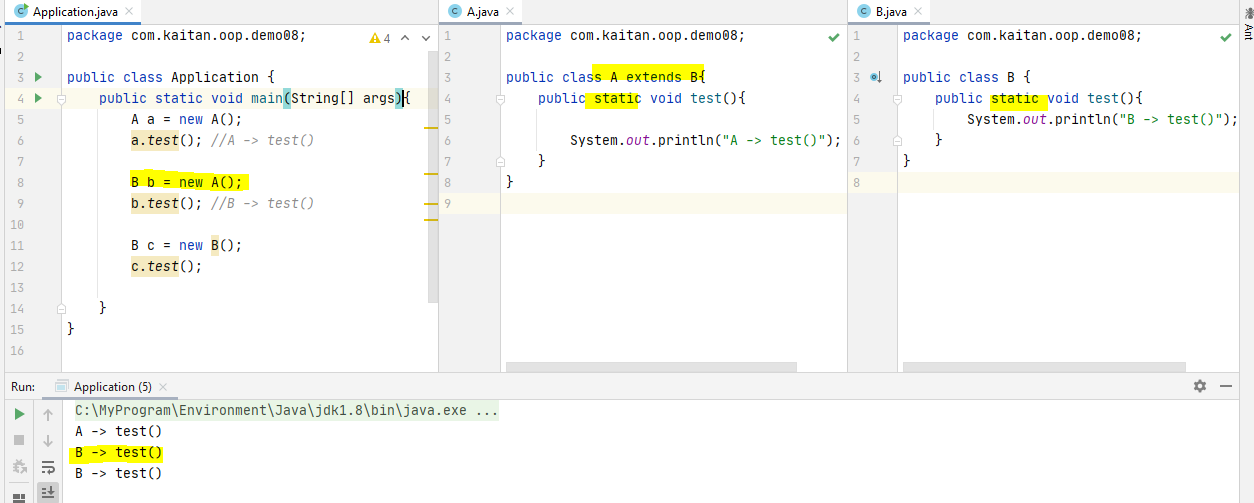 Application.java
A.java
B.java
Ant
4
1 package com.kaitan.oop.demo08;
2
3 public class Application {
4 public static void main(String[] args){
5 A a = new A();
6 a.test(); //A -> test()
7
8 B b = new A();
9 b.test(); //B -> test()
10
11 B c = new B();
12 c.test();
13
14 }
15 }
16
1 package com.kaitan.oop.demo08;
2
3 public class A extends B{
4 public static void test(){
5
6 System.out.println("A -> test()");
7 }
8 }
9
1 package com.kaitan.oop.demo08;
2
3 public class B {
4 public static void test(){
5 System.out.println("B -> test()");
6 }
7 }
8
Run: Application (5)
C:\MyProgram\Environment\Java\jdk1.8\bin\java.exe ...
A -> test()
B -> test()
B -> test()